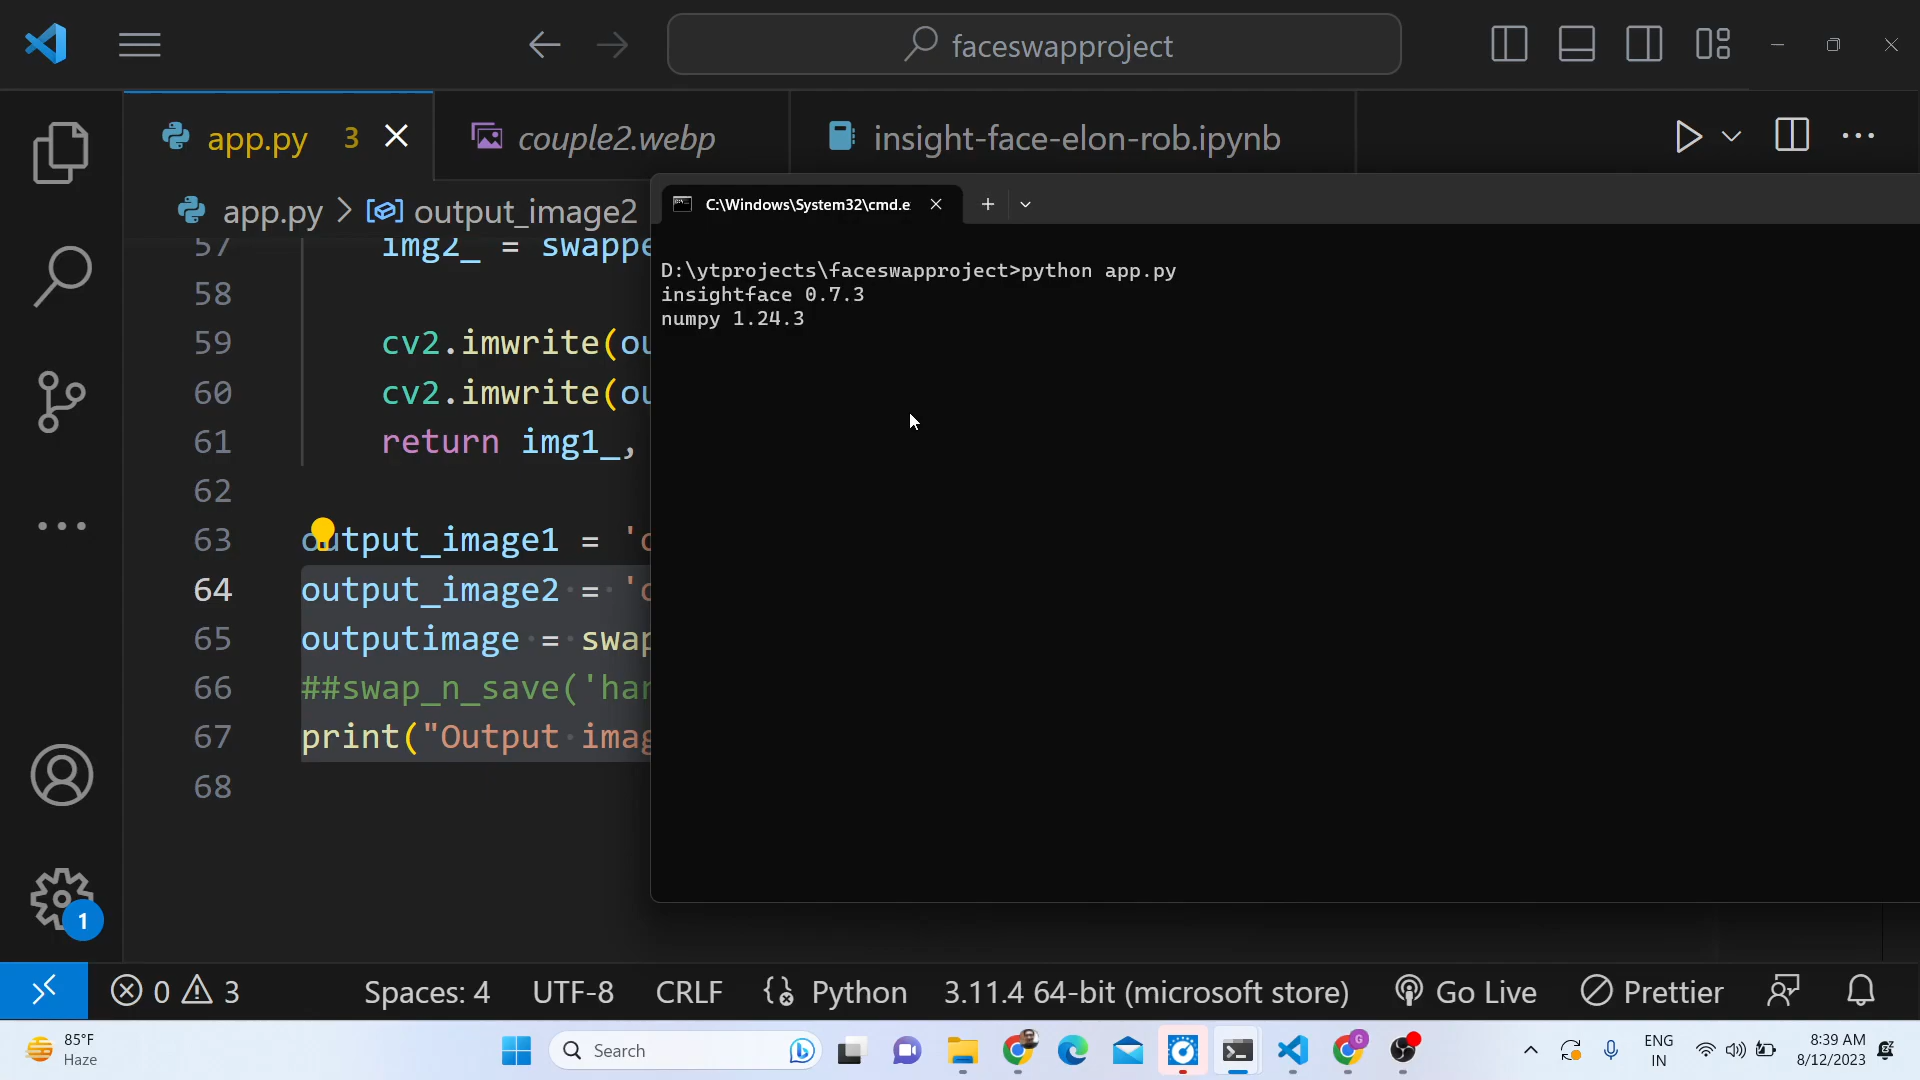 faceswapproject
app.py 3
couple2.webp
insight-face-elon-rob.ipynb
app.py > output_image2
C:\Windows\System32\cmd.e
57 img2_ = swappe
58
59 cv2.imwrite(ou
60 cv2.imwrite(ou
61 return img1_,
62
63 output_image1 = 'o
64 output_image2 = 'o
65 outputimage = swap
66 ##swap_n_save('har
67 print("Output imag
68
D:\ytprojects\faceswapproject>python app.py
insightface 0.7.3
numpy 1.24.3
1
0 3 Spaces: 4 UTF-8 CRLF Python 3.11.4 64-bit (microsoft store) Go Live Prettier
85°F
Haze
Search
G
ENG
IN
8:39 AM
8/12/2023